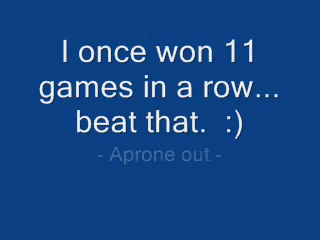 I once won 11
games in a row...
beat that.  :)
- Aprone out -